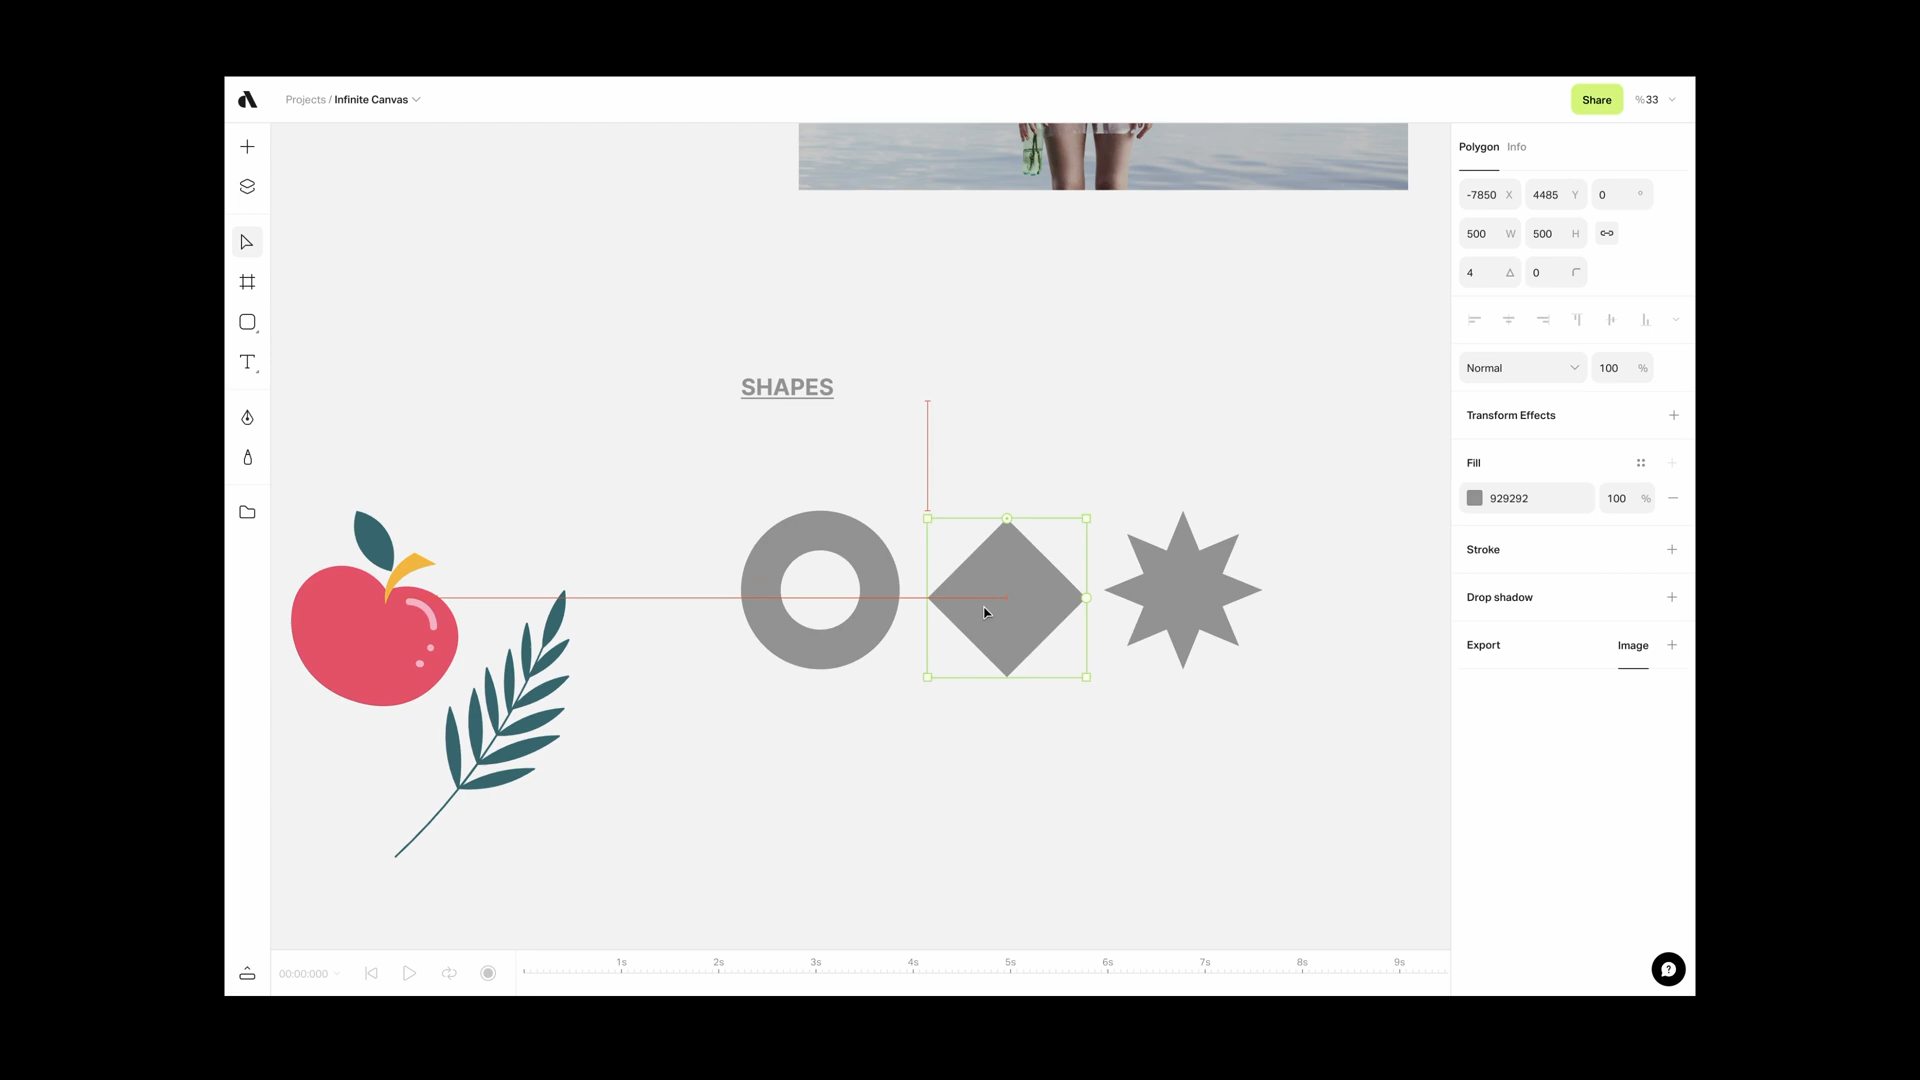 Projects / Infinite Canvas
Share
%33
Polygon Info
-7850 X 4485 Y 0 °
500 W 500 H
4 0
Normal 100 %
Transform Effects
Fill
929292 100 %
Stroke
Drop shadow
Export Image
SHAPES
00:00:000
1s 2s 3s 4s 5s 6s 7s 8s 9s